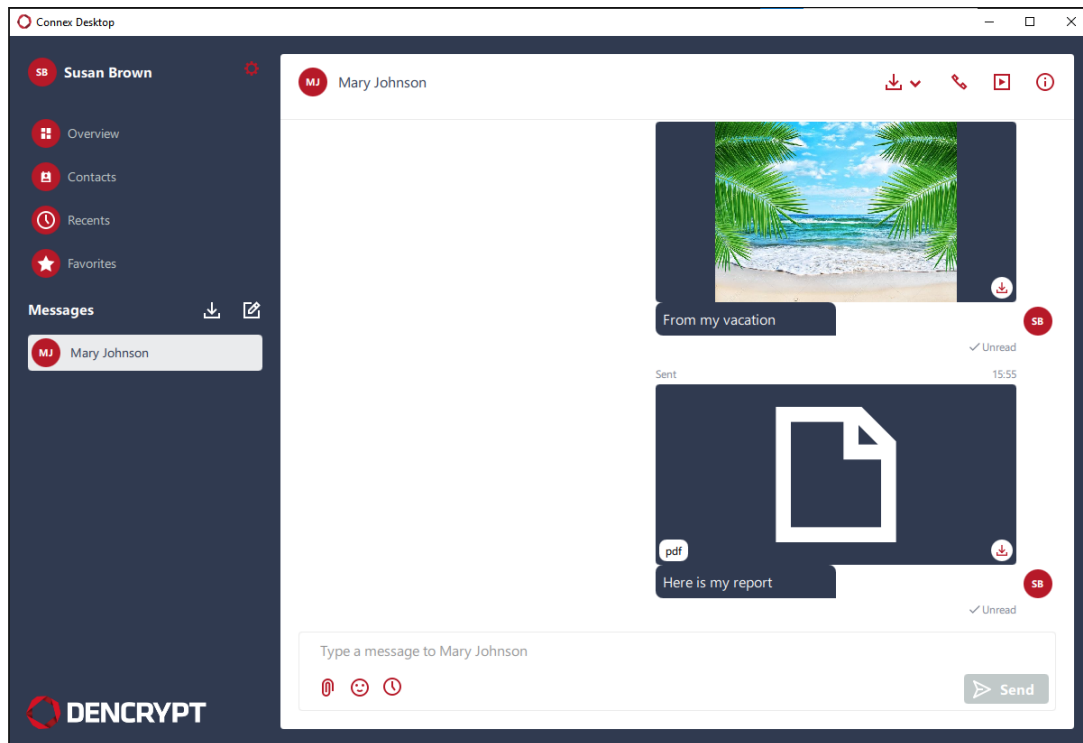 Connex Desktop
SB Susan Brown
Overview
Contacts
Recents
Favorites
Messages
MJ Mary Johnson
DENCRYPT
MJ Mary Johnson
From my vacation
SB
Unread
Sent 15:55
pdf
Here is my report
SB
Unread
Type a message to Mary Johnson
Send